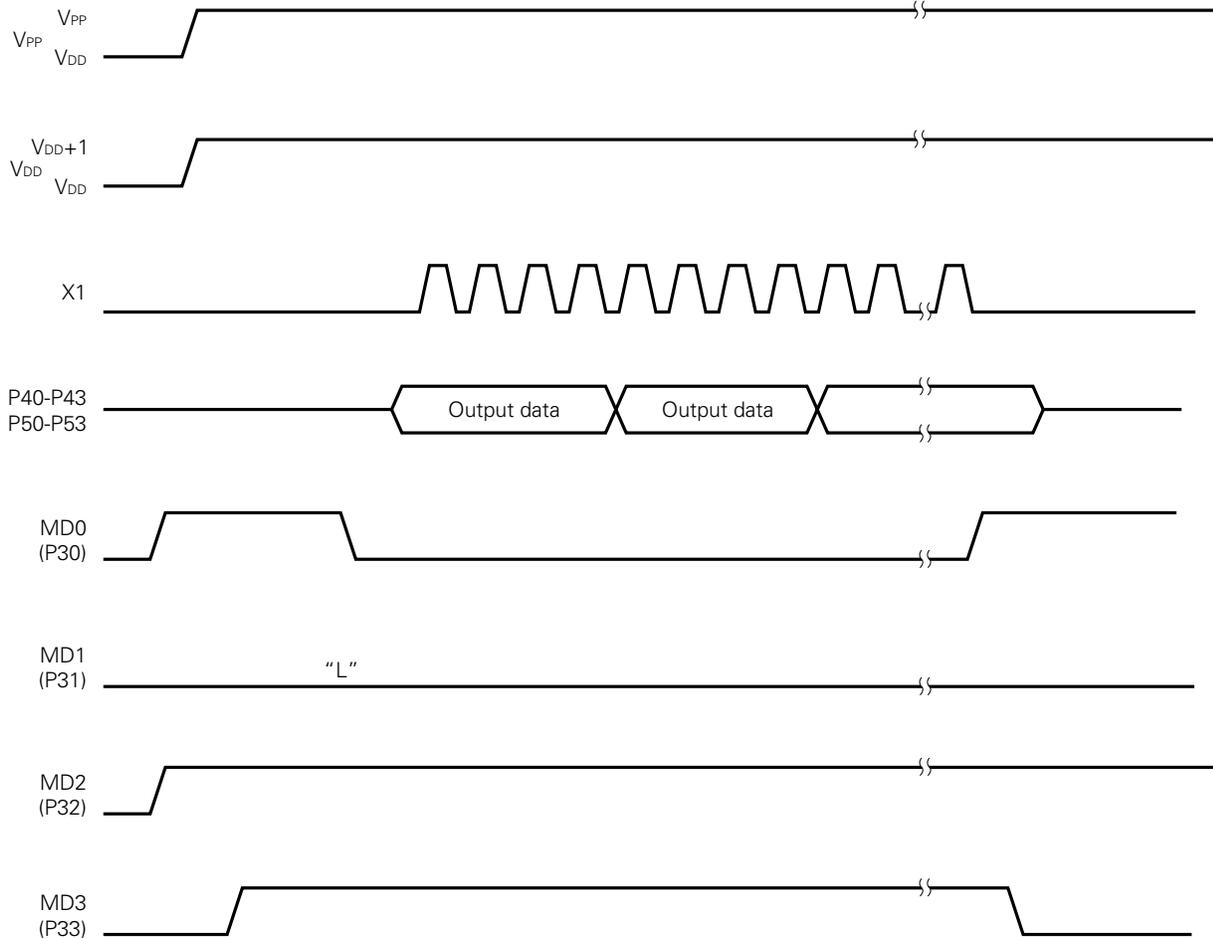 VPP
VPP
VDD
VDD+1
VDD
VDD
X1
P40-P43
P50-P53
Output data
Output data
MD0
(P30)
MD1
(P31)
“L”
MD2
(P32)
MD3
(P33)